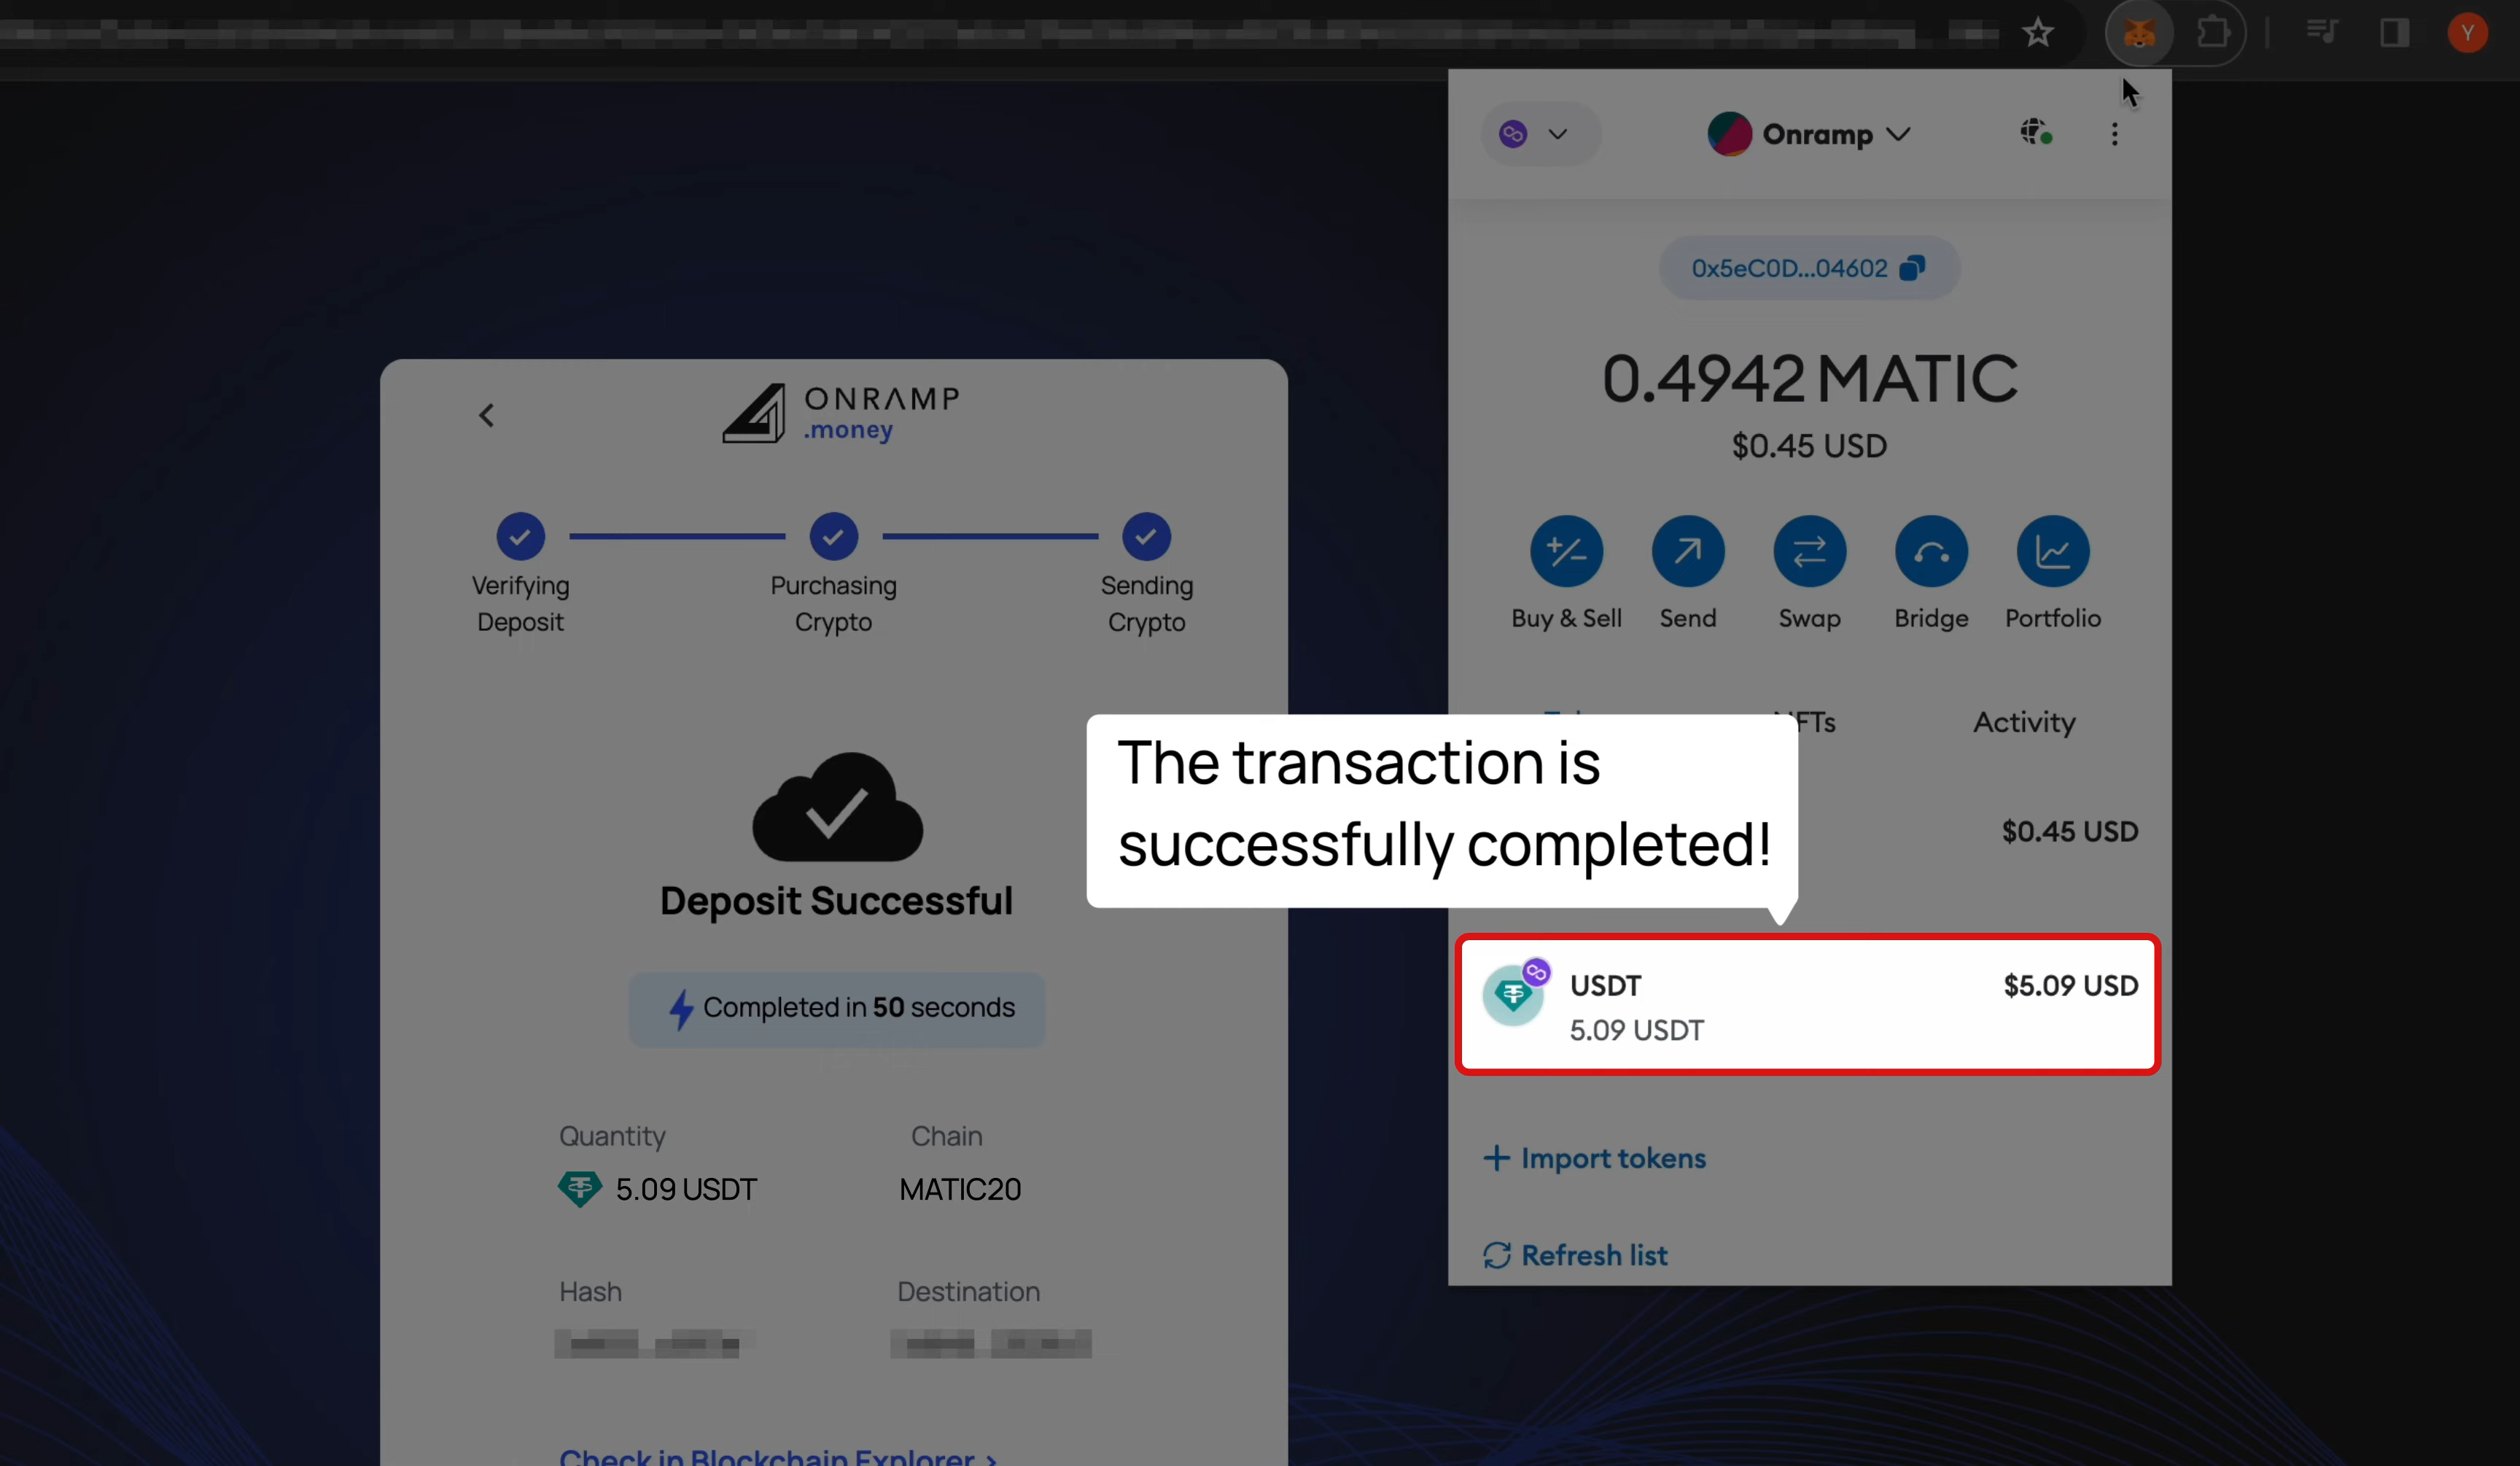 Y
Onramp
0x5eC0D...04602
0.4942 MATIC
$0.45 USD
Buy & Sell
Send
Swap
Bridge
Portfolio
NFTs
Activity
$0.45 USD
USDT
$5.09 USD
5.09 USDT
+ Import tokens
Refresh list
The transaction is
successfully completed!
ONRAMP
.money
Verifying
Deposit
Purchasing
Crypto
Sending
Crypto
Deposit Successful
Completed in 50 seconds
Quantity
Chain
5.09 USDT
MATIC20
Hash
Destination
Check in Blockchain Explorer >